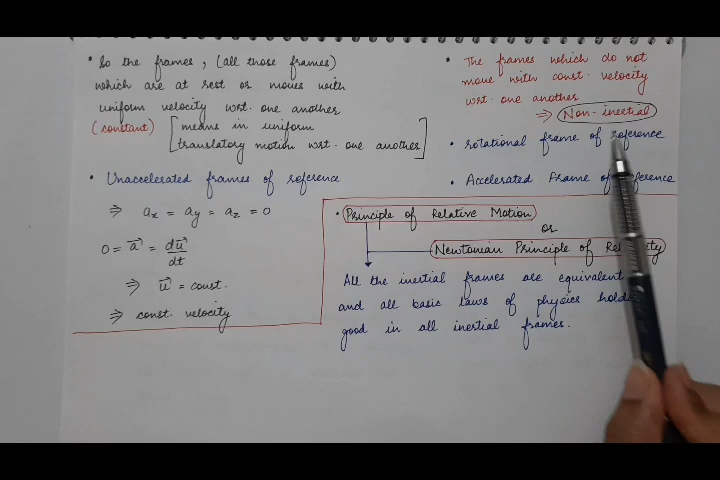 • So the frames, (all those frames)
which are at rest or moves with
uniform velocity wrt. one another
(constant) [means in uniform
translatory motion wrt. one another]
• Unaccelerated frames of reference
⇒ ax = ay = az = 0
0 = a⃗ = du⃗/dt
⇒ u⃗ = const.
⇒ const. velocity
• The frames which do not
move with const. velocity
wrt. one another
⇒ Non-inertial
• rotational frame of reference
• Accelerated Frame of reference
• Principle of Relative Motion
or
Newtonian Principle of Relativity
All the inertial frames are equivalent
and all basic laws of physics holds
good in all inertial frames.